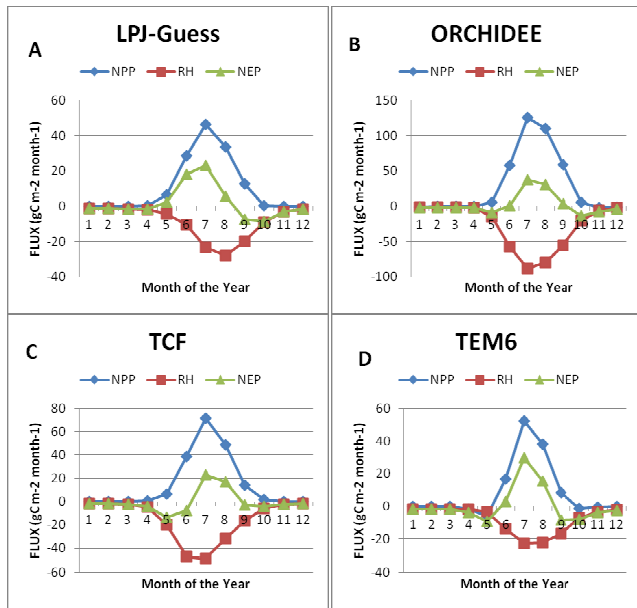 A
LPJ-Guess
NPP RH NEP
FLUX (gC m-2 month-1)
60
40
20
0
-20
-40
1 2 3 4 5 6 7 8 9 10 11 12
Month of the Year
B
ORCHIDEE
NPP RH NEP
FLUX (gC m-2 month-1)
150
100
50
0
-50
-100
1 2 3 4 5 6 7 8 9 10 11 12
Month of the Year
C
TCF
NPP RH NEP
FLUX (gC m-2 month-1)
80
60
40
20
0
-20
-40
-60
1 2 3 4 5 6 7 8 9 10 11 12
Month of the Year
D
TEM6
NPP RH NEP
FLUX (gC m-2 month-1)
60
40
20
0
-20
-40
1 2 3 4 5 6 7 8 9 10 11 12
Month of the Year